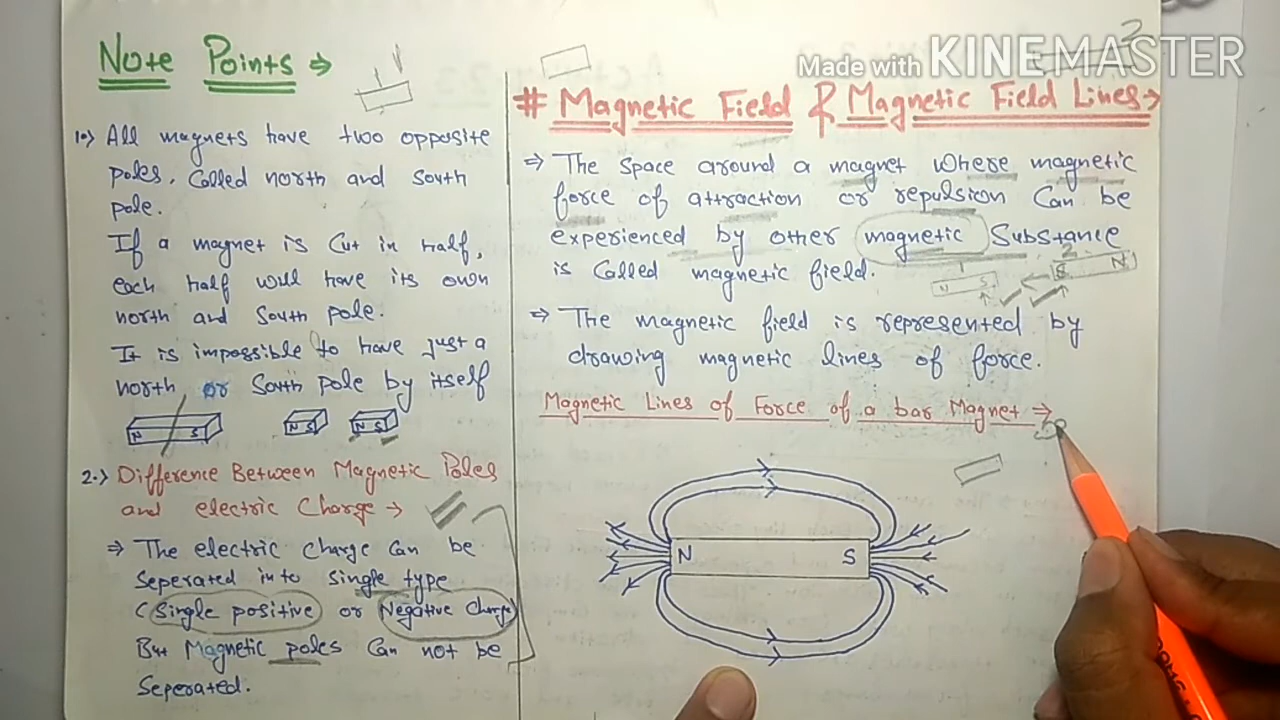 Made with KINEMASTER
Note Points ⇒
1.) All magnets have two opposite
poles. Called north and south
pole.
If a magnet is Cut in half,
each half will have its own
north and south pole.
It is impossible to have just a
north or South pole by itself
N S N S N S
2.) Difference Between Magnetic Poles
and electric Charge →
⇒ The electric charge can be
seperated into single type
(Single positive or Negative Charge)
But Magnetic poles Can not be
Seperated.
# Magnetic Field & Magnetic Field Lines→
⇒ The space around a magnet where magnetic
force of attraction or repulsion Can be
experienced by other magnetic Substance
is Called magnetic field.
1 2
N S S N
⇒ The magnetic field is represented by
drawing magnetic lines of force.
Magnetic Lines of Force of a bar Magnet ⇒
N S